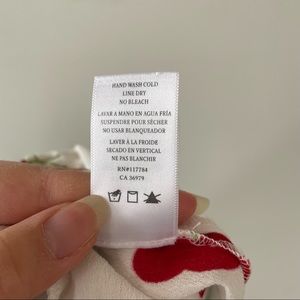 HAND WASH COLD
LINE DRY
NO BLEACH
LAVAR A MANO EN AGUA FRÍA
SUSPENDRE POUR SÉCHER
NO USAR BLANQUEADOR
LAVER À LA FROIDE
SECADO EN VERTICAL
NE PAS BLANCHIR
RN#117784
CA 36979